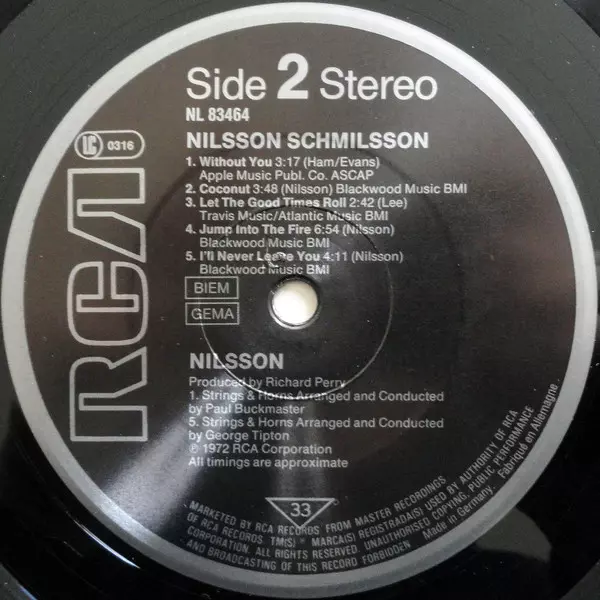 Side 2 Stereo
NL 83464
LC 0316
NILSSON SCHMILSSON
1. Without You 3:17 (Ham/Evans)
Apple Music Publ. Co. ASCAP
2. Coconut 3:48 (Nilsson) Blackwood Music BMI
3. Let The Good Times Roll 2:42 (Lee)
Travis Music/Atlantic Music BMI
4. Jump Into The Fire 6:54 (Nilsson)
Blackwood Music BMI
5. I'll Never Leave You 4:11 (Nilsson)
Blackwood Music BMI
BIEM
GEMA
RCA
NILSSON
Produced by Richard Perry
1. Strings & Horns Arranged and Conducted
by Paul Buckmaster
5. Strings & Horns Arranged and Conducted
by George Tipton
℗ 1972 RCA Corporation
All timings are approximate
33
MARKETED BY RCA RECORDS FROM MASTER RECORDINGS
OF RCA RECORDS. TM(S) ® MARCA(S) REGISTRADA(S) USED BY AUTHORITY OF RCA
CORPORATION. ALL RIGHTS RESERVED. UNAUTHORISED COPYING, PUBLIC PERFORMANCE
AND BROADCASTING OF THIS RECORD FORBIDDEN
Made in Germany. Fabriqué en Allemagne.